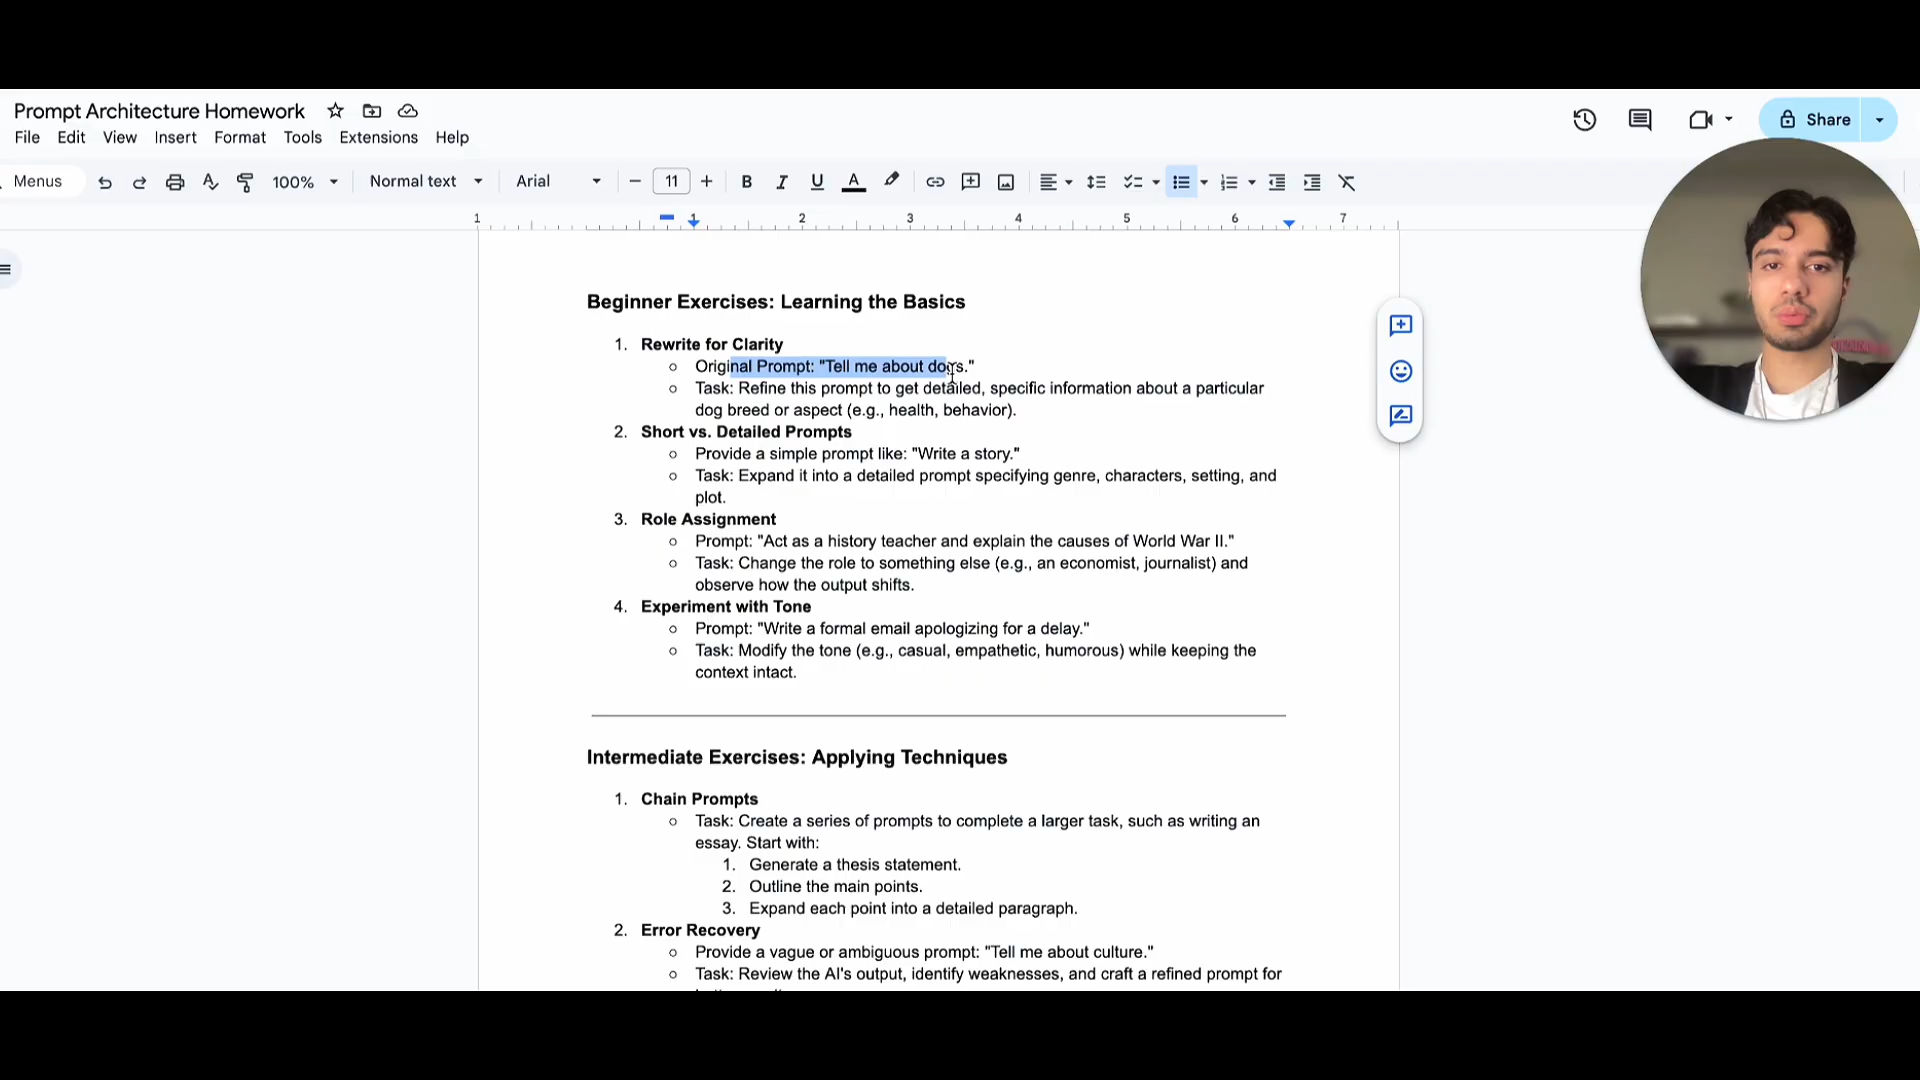 Prompt Architecture Homework
File Edit View Insert Format Tools Extensions Help
Share
Menus 100% Normal text Arial 11 B I U A
1 1 2 3 4 5 6 7
Beginner Exercises: Learning the Basics
1. Rewrite for Clarity
○ Original Prompt: "Tell me about dogs."
○ Task: Refine this prompt to get detailed, specific information about a particular
dog breed or aspect (e.g., health, behavior).
2. Short vs. Detailed Prompts
○ Provide a simple prompt like: "Write a story."
○ Task: Expand it into a detailed prompt specifying genre, characters, setting, and
plot.
3. Role Assignment
○ Prompt: "Act as a history teacher and explain the causes of World War II."
○ Task: Change the role to something else (e.g., an economist, journalist) and
observe how the output shifts.
4. Experiment with Tone
○ Prompt: "Write a formal email apologizing for a delay."
○ Task: Modify the tone (e.g., casual, empathetic, humorous) while keeping the
context intact.
Intermediate Exercises: Applying Techniques
1. Chain Prompts
○ Task: Create a series of prompts to complete a larger task, such as writing an
essay. Start with:
1. Generate a thesis statement.
2. Outline the main points.
3. Expand each point into a detailed paragraph.
2. Error Recovery
○ Provide a vague or ambiguous prompt: "Tell me about culture."
○ Task: Review the AI's output, identify weaknesses, and craft a refined prompt for